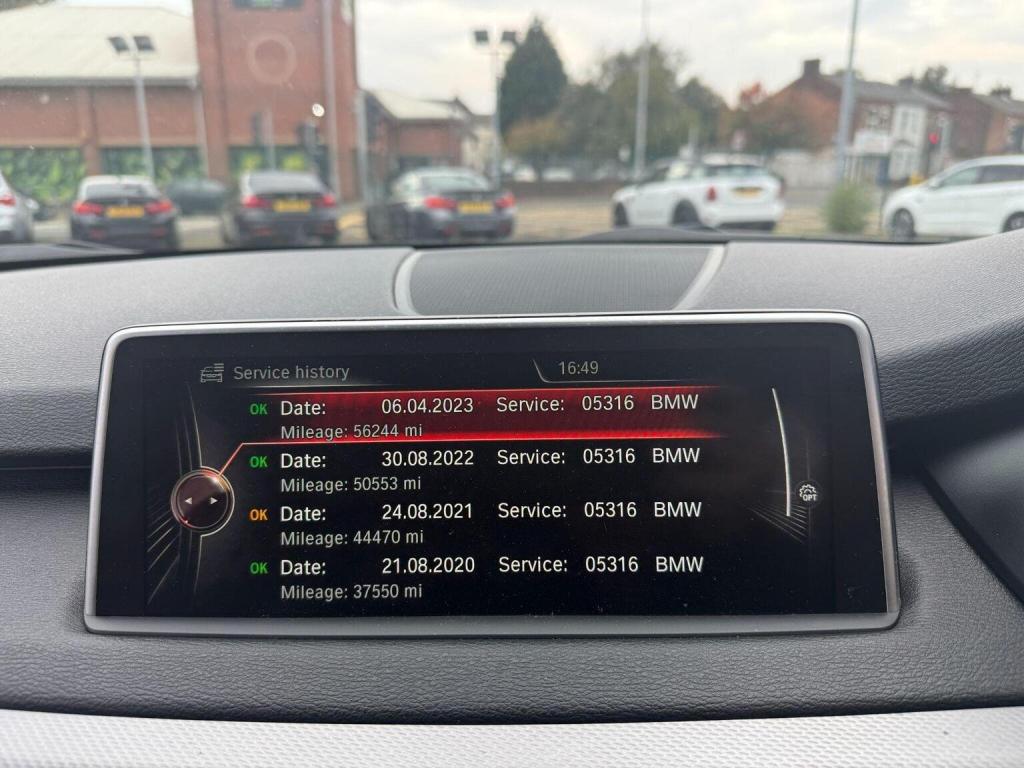 Service history
16:49
OK Date: 06.04.2023 Service: 05316 BMW
Mileage: 56244 mi
OK Date: 30.08.2022 Service: 05316 BMW
Mileage: 50553 mi
OK Date: 24.08.2021 Service: 05316 BMW
Mileage: 44470 mi
OK Date: 21.08.2020 Service: 05316 BMW
Mileage: 37550 mi
OPT